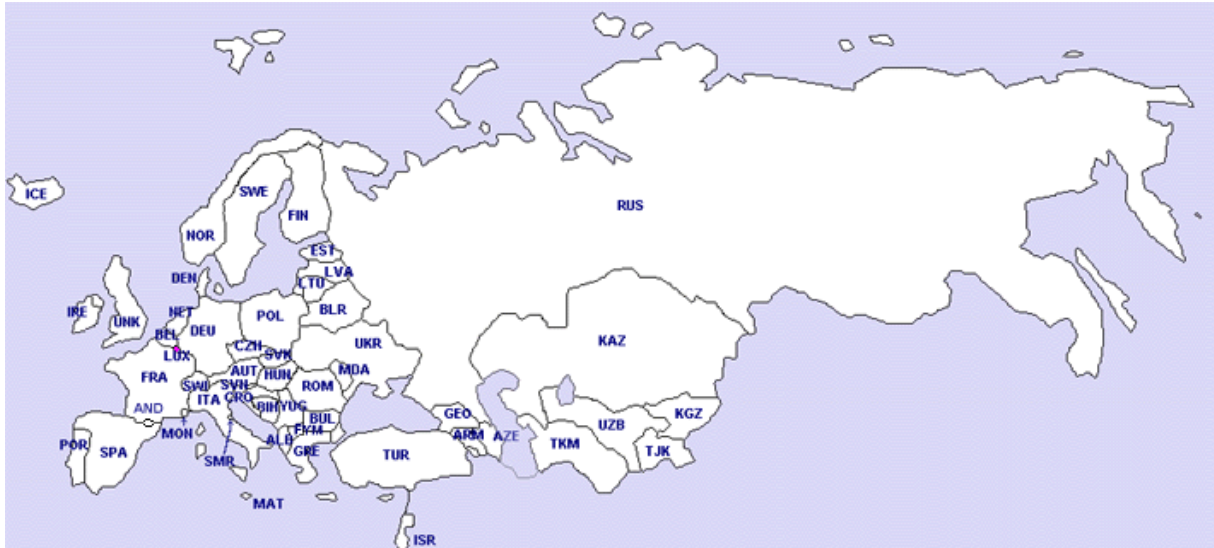 ICE
SWE
FIN
NOR
RUS
EST
LVA
LTU
DEN
IRE
UNK
NET
BEL
DEU
POL
BLR
LUX
CZH
SVK
UKR
KAZ
FRA
SWI
AUT
HUN
MDA
SVN
ROM
ITA
CRO
BIH
YUG
AND
MON
BUL
FYM
GEO
KGZ
UZB
POR
SPA
SMR
ALB
GRE
TUR
ARM
AZE
TKM
TJK
MAT
ISR